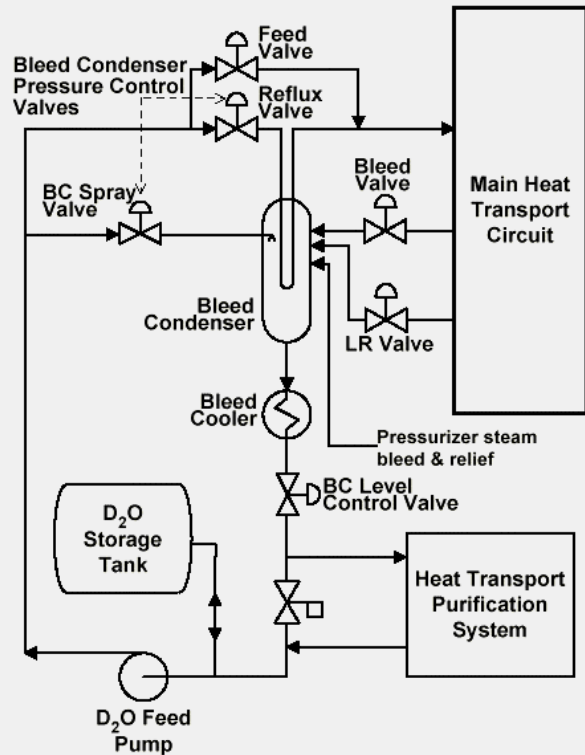 Feed
Valve
Bleed Condenser
Pressure Control
Valves
Reflux
Valve
Bleed
Valve
BC Spray
Valve
Main Heat
Transport
Circuit
Bleed
Condenser
LR Valve
Bleed
Cooler
Pressurizer steam
bleed & relief
BC Level
Control Valve
D₂O
Storage
Tank
Heat Transport
Purification
System
D₂O Feed
Pump